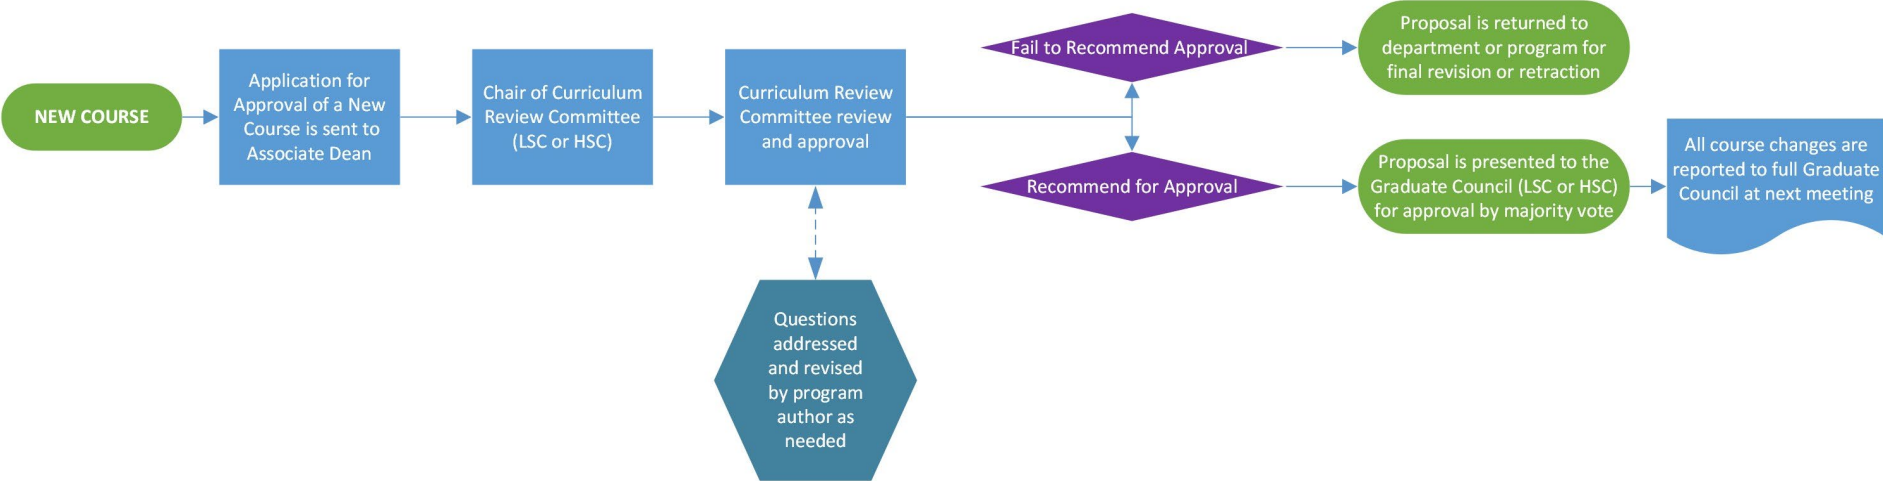 NEW COURSE
Application for
Approval of a New
Course is sent to
Associate Dean
Chair of Curriculum
Review Committee
(LSC or HSC)
Curriculum Review
Committee review
and approval
Questions
addressed
and revised
by program
author as
needed
Fail to Recommend Approval
Proposal is returned to
department or program for
final revision or retraction
Recommend for Approval
Proposal is presented to the
Graduate Council (LSC or HSC)
for approval by majority vote
All course changes are
reported to full Graduate
Council at next meeting